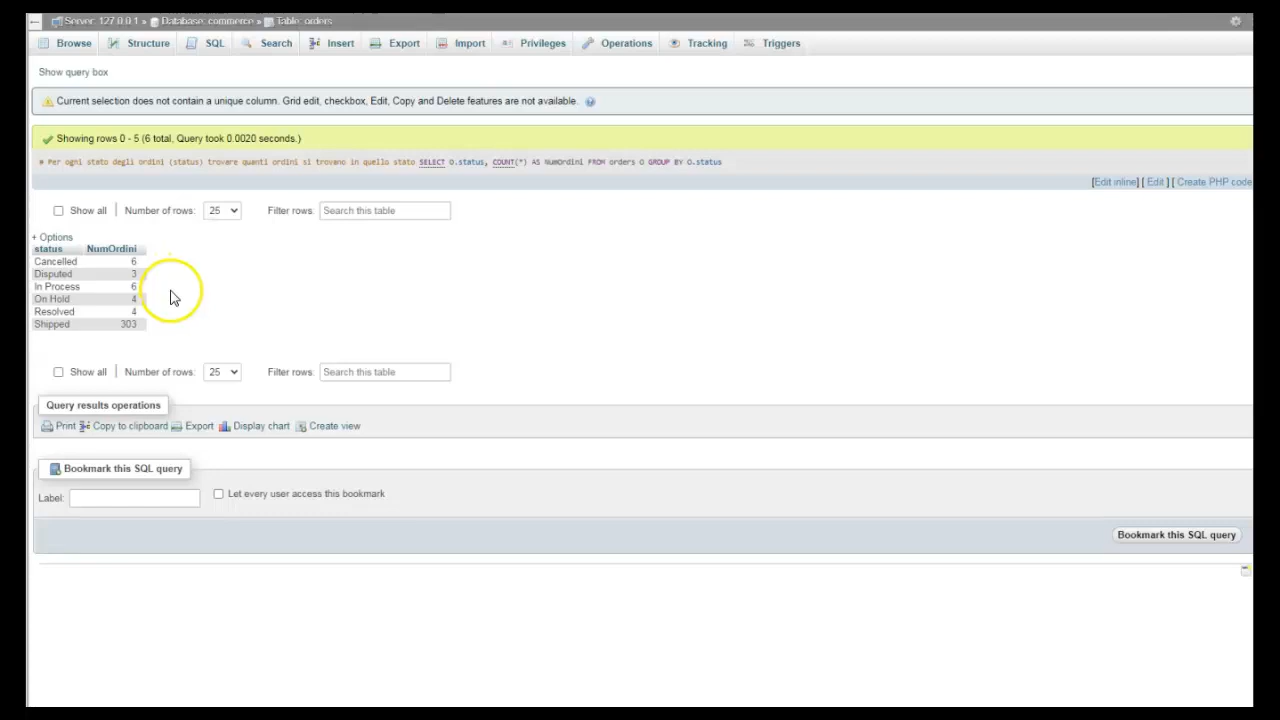 Server: 127.0.0.1 » Database: commerce » Table: orders
Browse Structure SQL Search Insert Export Import Privileges Operations Tracking Triggers
Show query box
Current selection does not contain a unique column. Grid edit, checkbox, Edit, Copy and Delete features are not available.
Showing rows 0 - 5 (6 total, Query took 0.0020 seconds.)
# Per ogni stato degli ordini (status) trovare quanti ordini si trovano in quello stato SELECT O.status, COUNT(*) AS NumOrdini FROM orders O GROUP BY O.status
[Edit inline] [ Edit ] [ Create PHP code
Show all Number of rows: 25 Filter rows: Search this table
+ Options
status NumOrdini
Cancelled 6
Disputed 3
In Process 6
On Hold 4
Resolved 4
Shipped 303
Show all Number of rows: 25 Filter rows: Search this table
Query results operations
Print Copy to clipboard Export Display chart Create view
Bookmark this SQL query
Label: Let every user access this bookmark
Bookmark this SQL query